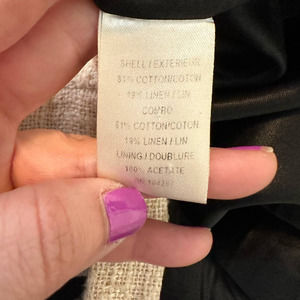 SHELL / EXTERIEUR
81% COTTON/COTON
19% LINEN / LIN
COMBO
81% COTTON/COTON
19% LINEN / LIN
LINING / DOUBLURE
100% ACETATE